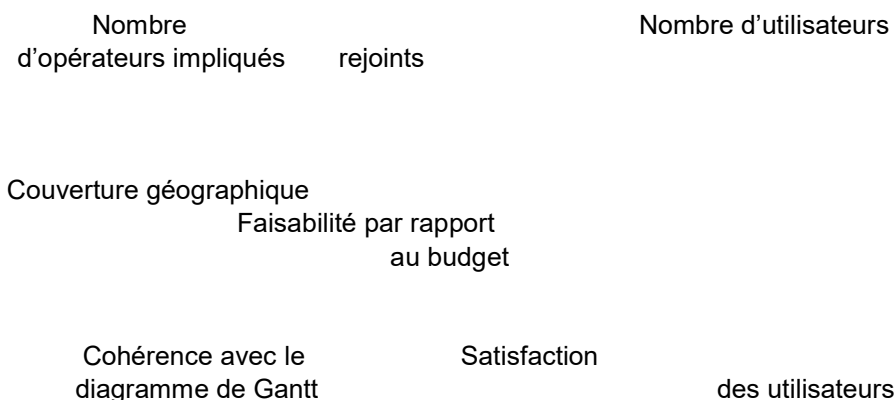 Nombre
Nombre d’utilisateurs
d’opérateurs impliqués
rejoints
Couverture géographique
Faisabilité par rapport
au budget
Cohérence avec le
Satisfaction
diagramme de Gantt
des utilisateurs